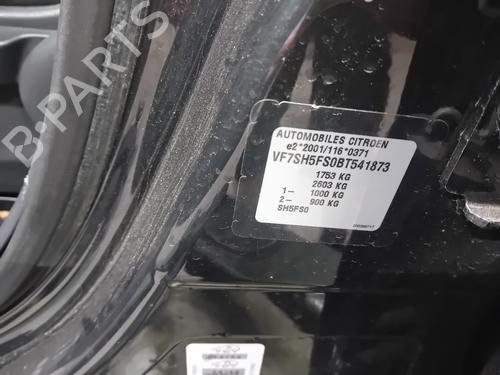 AUTOMOBILES CITROEN
e2*2001/116*0371
VF7SH5FS0BT541873
1753 KG
2603 KG
1- 1000 KG
2- 900 KG
SH5FS0
B-PARTS